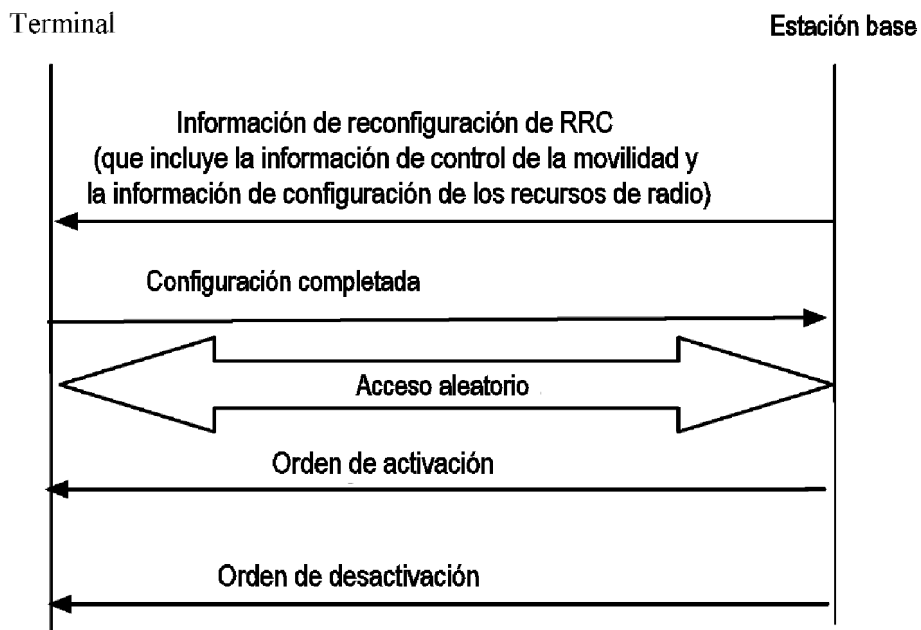 Terminal
Estación base
Información de reconfiguración de RRC
(que incluye la información de control de la movilidad y
la información de configuración de los recursos de radio)
Configuración completada
Acceso aleatorio
Orden de activación
Orden de desactivación